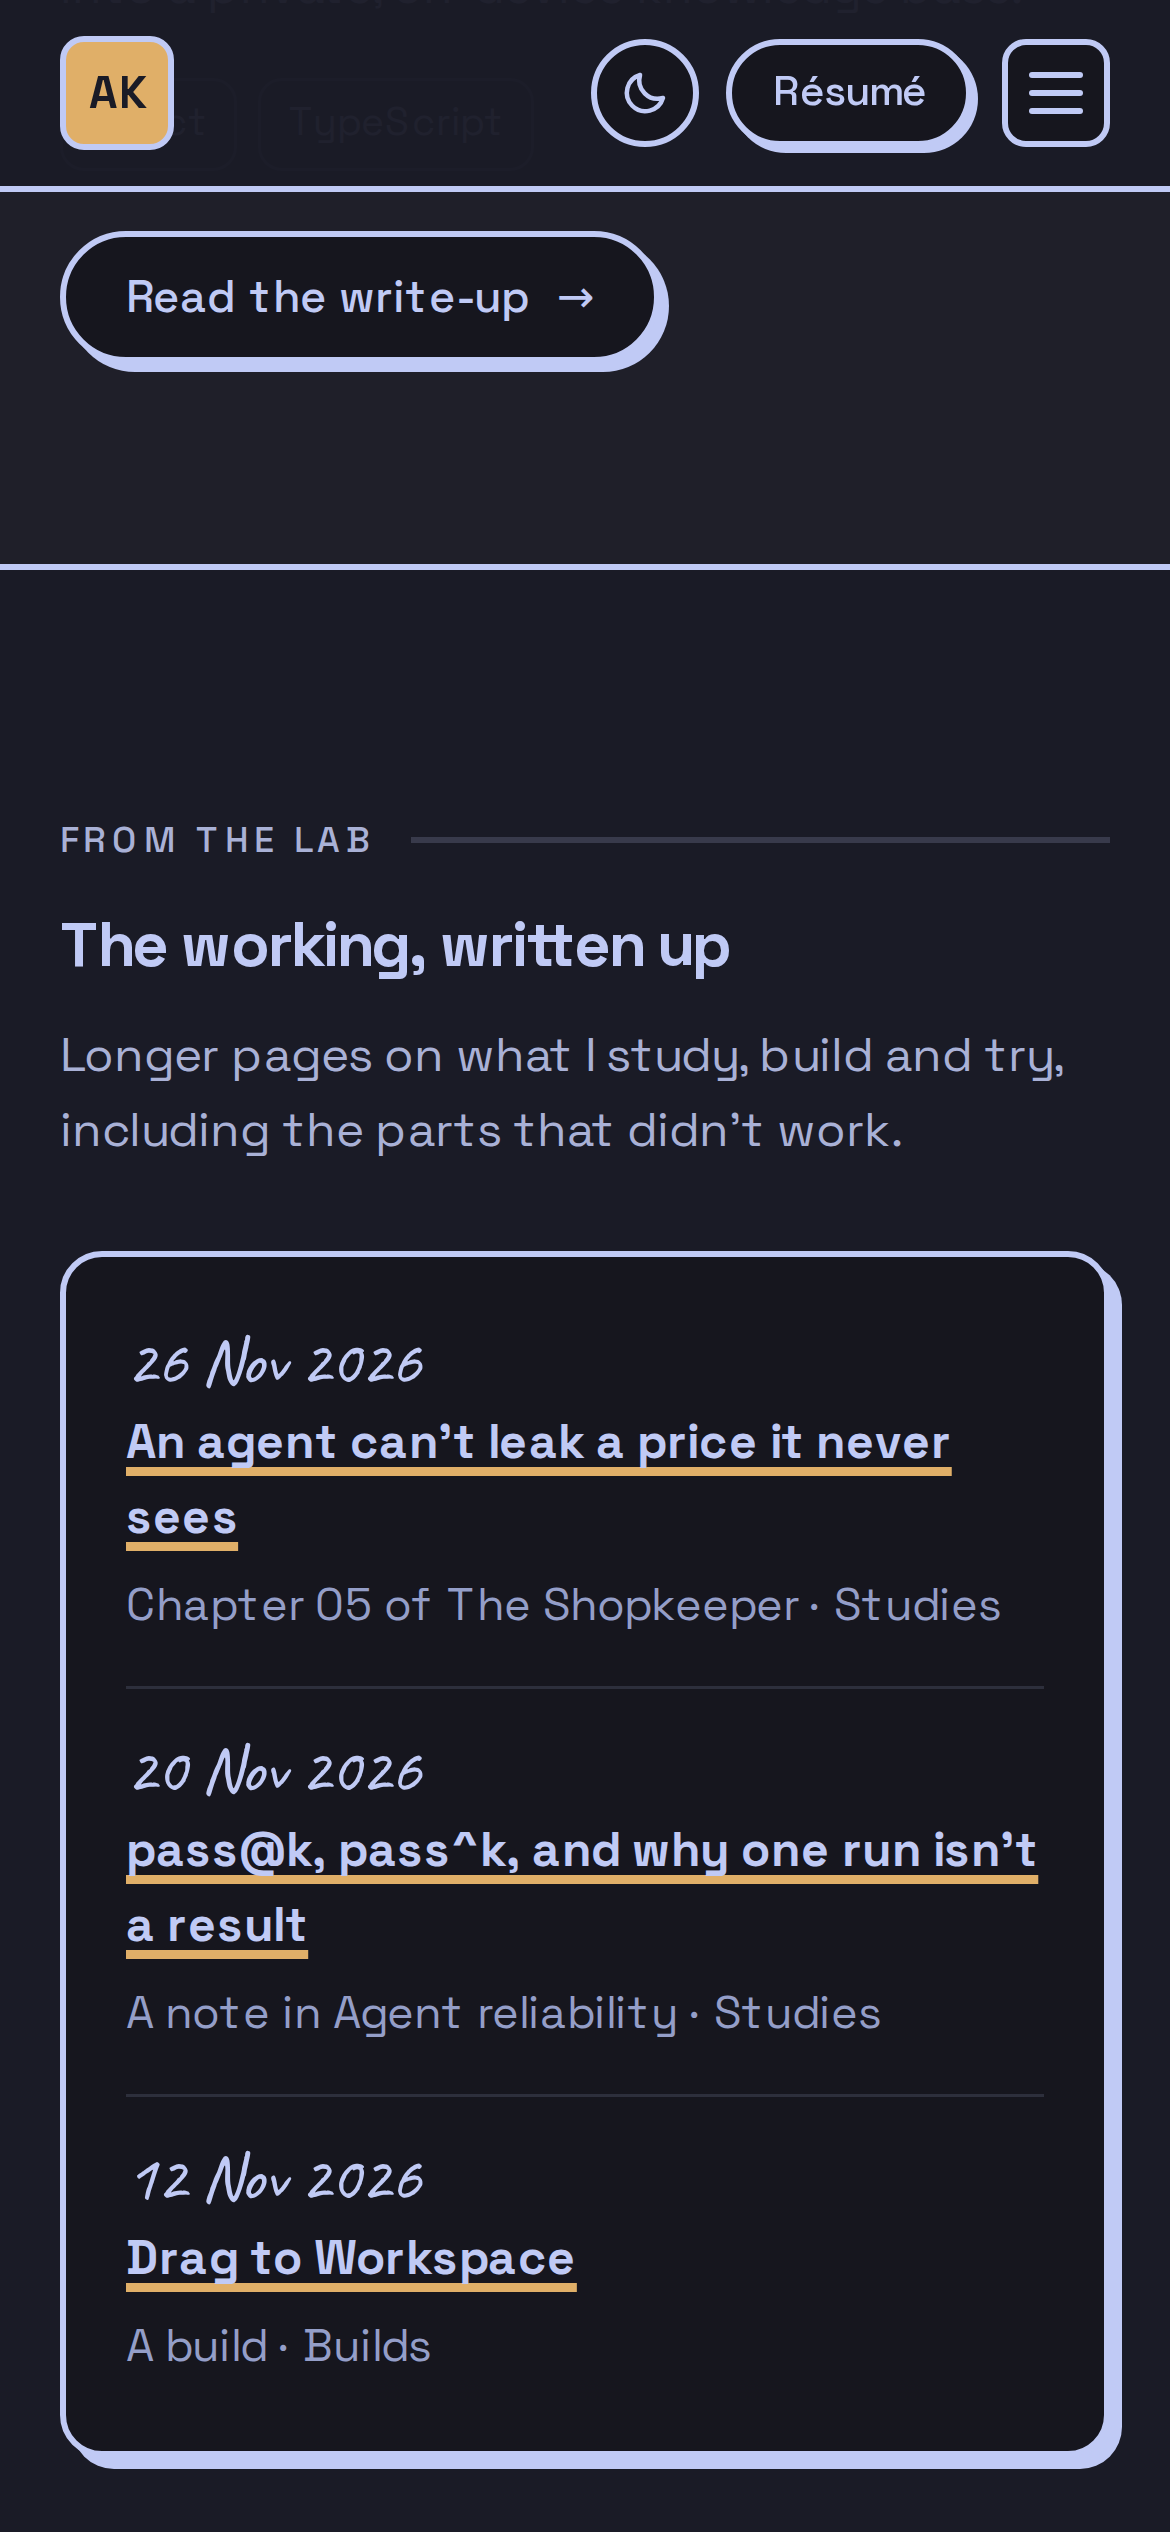 AK
Résumé
TypeScript
Read the write-up →
FROM THE LAB
The working, written up
Longer pages on what I study, build and try,
including the parts that didn’t work.
26 Nov 2026
An agent can’t leak a price it never
sees
Chapter 05 of The Shopkeeper · Studies
20 Nov 2026
pass@k, pass^k, and why one run isn’t
a result
A note in Agent reliability · Studies
12 Nov 2026
Drag to Workspace
A build · Builds